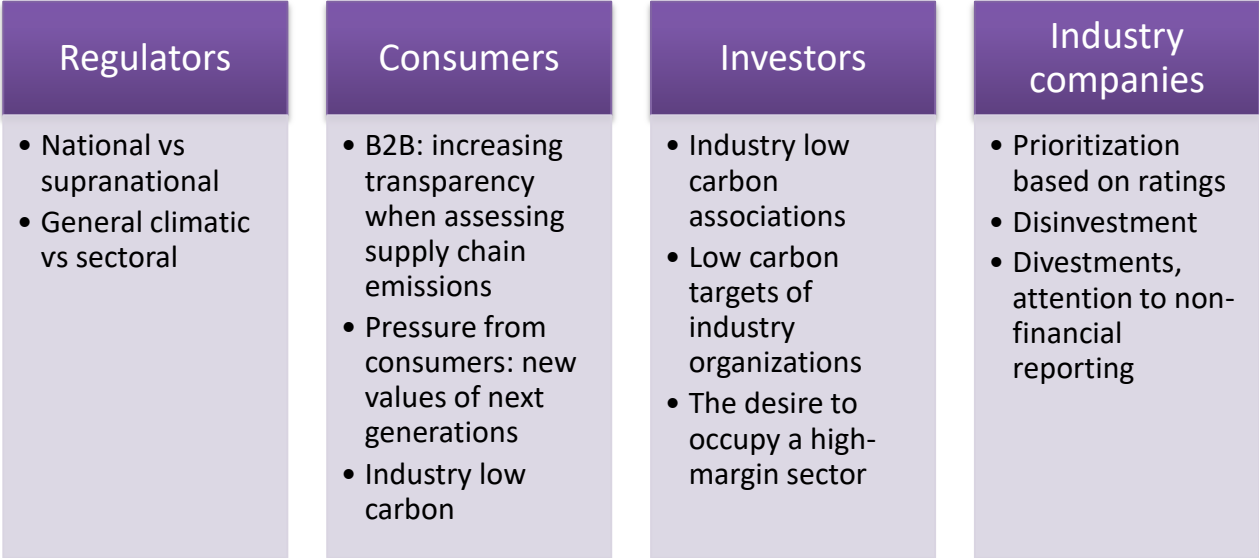 Regulators
• National vs
supranational
• General climatic
vs sectoral
Consumers
• B2B: increasing
transparency
when assessing
supply chain
emissions
• Pressure from
consumers: new
values of next
generations
• Industry low
carbon
Investors
• Industry low
carbon
associations
• Low carbon
targets of
industry
organizations
• The desire to
occupy a high-
margin sector
Industry
companies
• Prioritization
based on ratings
• Disinvestment
• Divestments,
attention to non-
financial
reporting